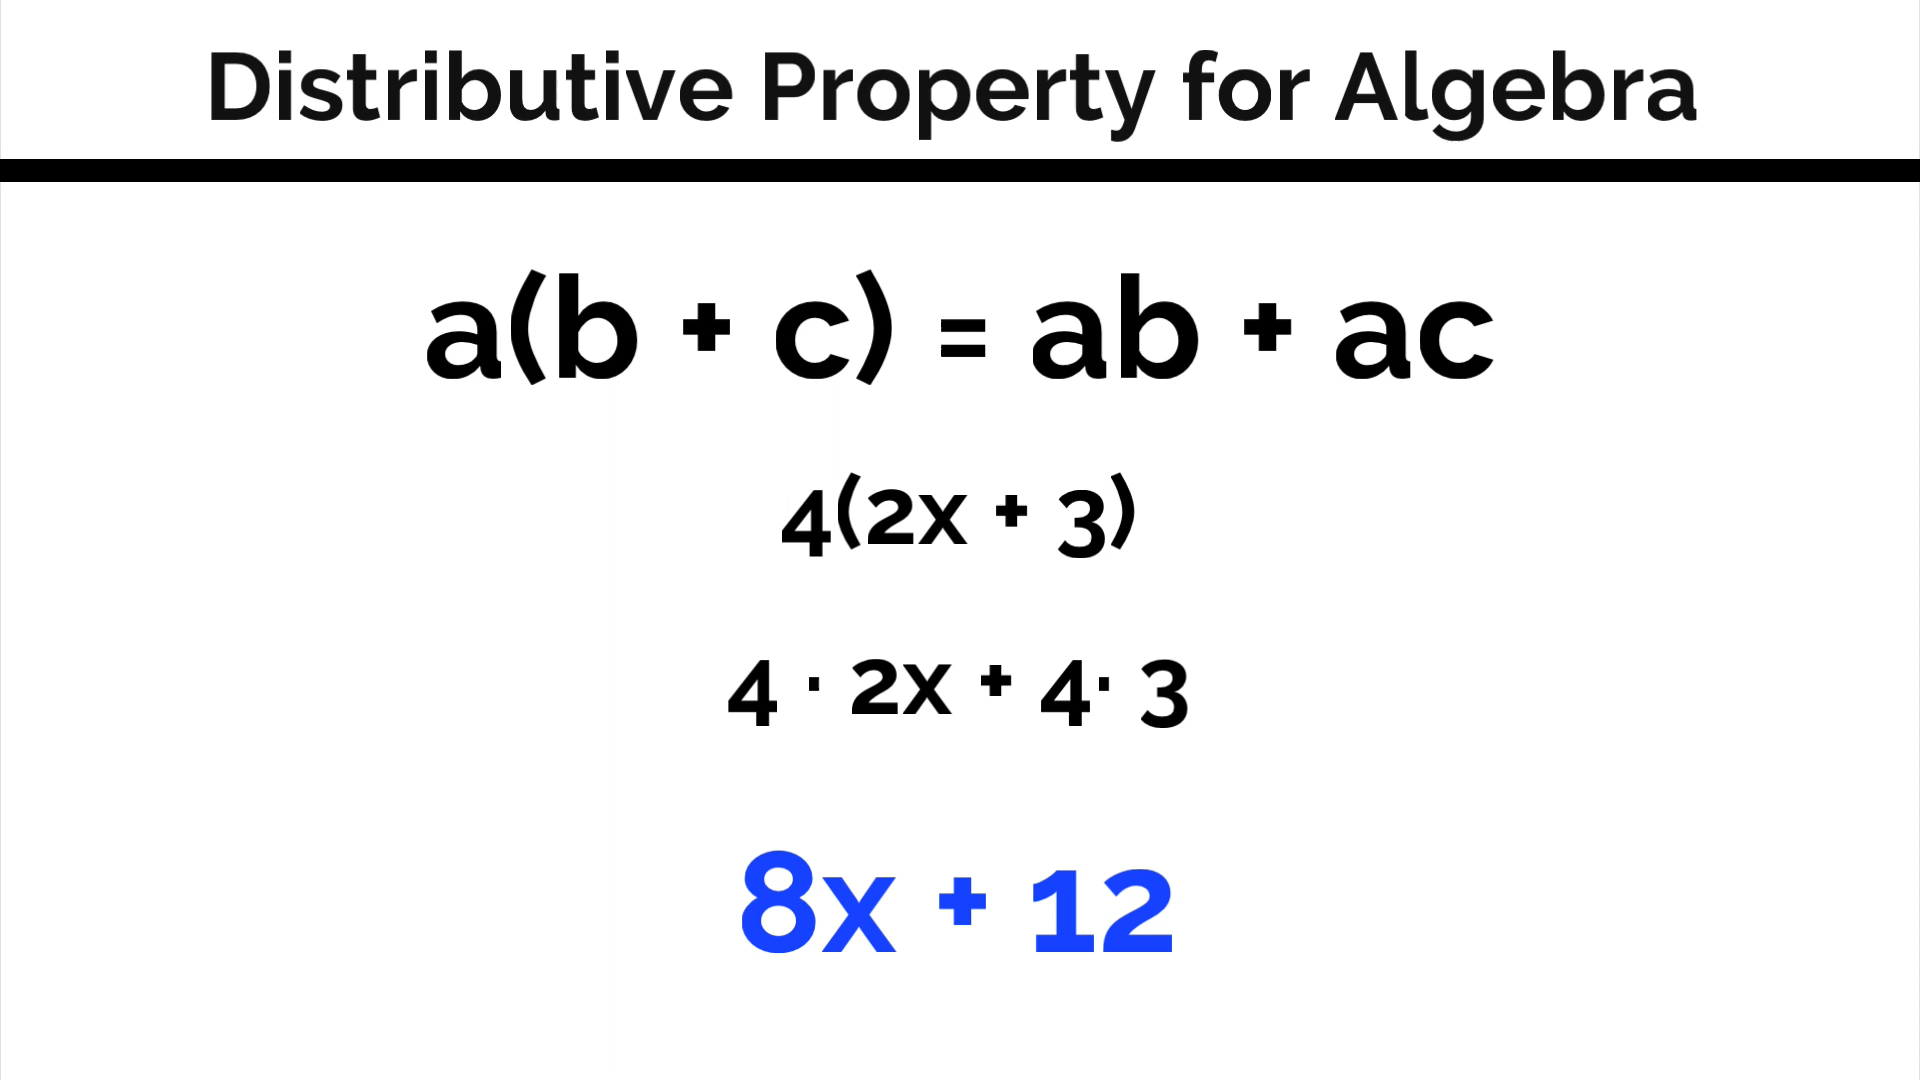 Distributive Property for Algebra
a(b + c) = ab + ac
4(2x + 3)
4 · 2x + 4· 3
8x + 12